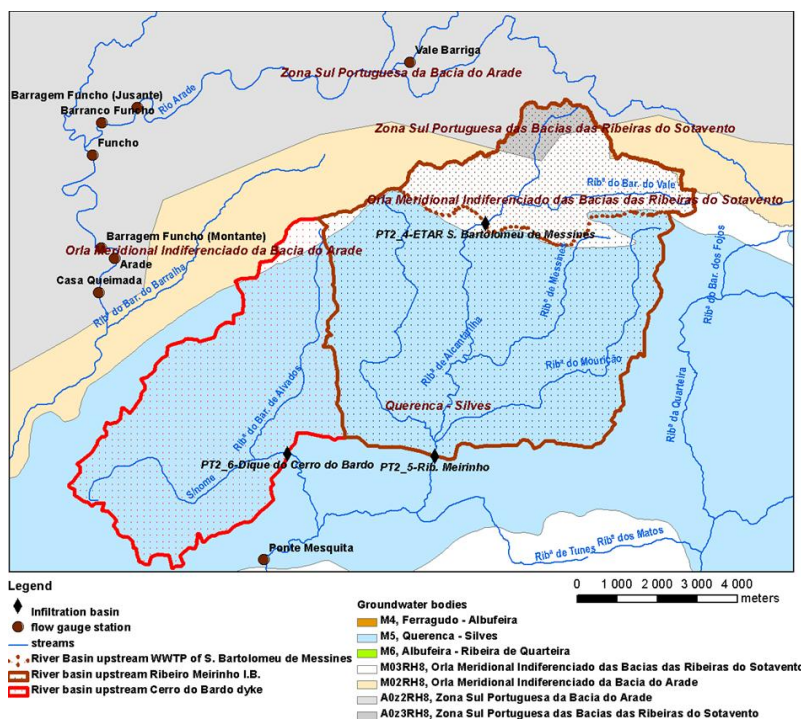 Vale Barriga
Zona Sul Portuguesa da Bacia do Arade
Barragem Funcho (Jusante)
Barranco Funcho
Rio Arade
Zona Sul Portuguesa das Bacias das Ribeiras do Sotavento
Funcho
Ribª do Bar. do Vale
Orla Meridional Indiferenciado das Bacias das Ribeiras do Sotavento
PT2_4-ETAR S. Bartolomeu de Messines
Barragem Funcho (Montante)
Orla Meridional Indiferenciado da Bacia do Arade
Arade
Casa Queimada
Ribª do Bar. do Barralha
Ribª do Bar. dos Fojos
Ribª de Messines
Ribª de Alcantarilha
Ribª do Mourição
Ribª do Bar. de Alvados
Querenca - Silves
Ribª da Quarteira
PT2_6-Dique do Cerro do Bardo
PT2_5-Rib. Meirinho
Sinome
Ponte Mesquita
Ribª de Tunes
Ribª dos Matos
Legend
Infiltration basin
flow gauge station
streams
River Basin upstream WWTP of S. Bartolomeu de Messines
River basin upstream Ribeiro Meirinho I.B.
River basin upstream Cerro do Bardo dyke
0 1 000 2 000 3 000 4 000
meters
Groundwater bodies
M4, Ferragudo - Albufeira
M5, Querenca - Silves
M6, Albufeira - Ribeira de Quarteira
M03RH8, Orla Meridional Indiferenciado das Bacias das Ribeiras do Sotavento
M02RH8, Orla Meridional Indiferenciado da Bacia do Arade
A0z2RH8, Zona Sul Portuguesa da Bacia do Arade
A0z3RH8, Zona Sul Portuguesa das Bacias das Ribeiras do Sotavento